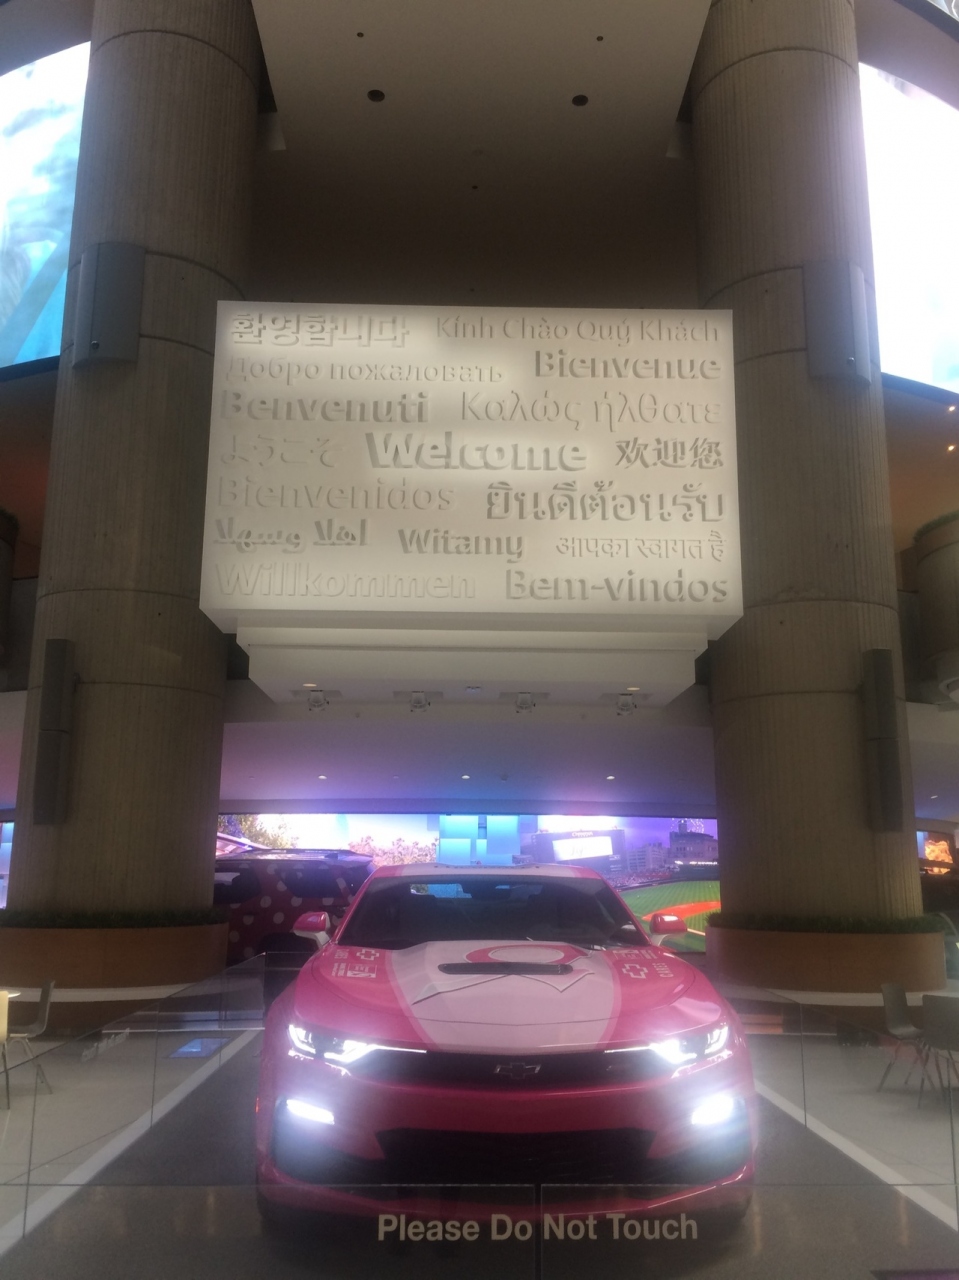 환영합니다 Kính Chào Quý Khách
Добро пожаловать Bienvenue
Benvenuti Καλώς ήλθατε
ようこそ Welcome 欢迎您
Bienvenidos ยินดีต้อนรับ
أهلا وسهلا Witamy आपका स्वागत है
Willkommen Bem-vindos
Please Do Not Touch